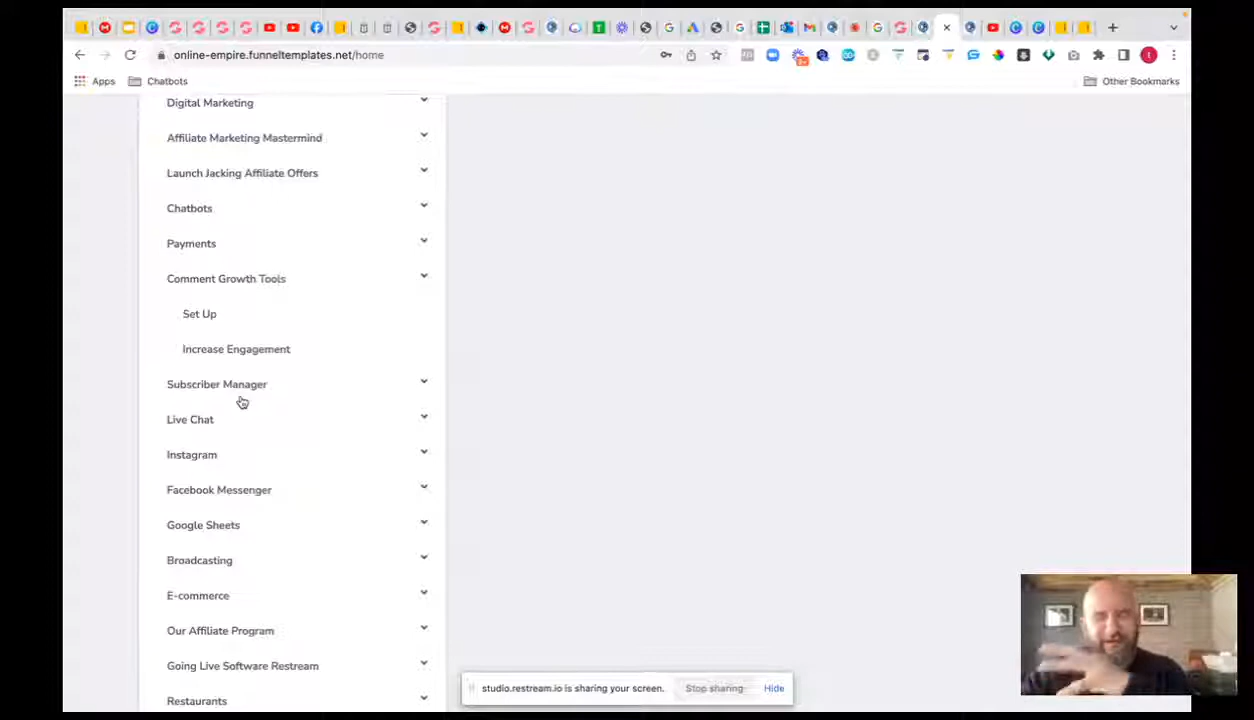 online-empire.funneltemplates.net/home
Apps
Chatbots
Other Bookmarks
Digital Marketing
Affiliate Marketing Mastermind
Launch Jacking Affiliate Offers
Chatbots
Payments
Comment Growth Tools
Set Up
Increase Engagement
Subscriber Manager
Live Chat
Instagram
Facebook Messenger
Google Sheets
Broadcasting
E-commerce
Our Affiliate Program
Going Live Software Restream
Restaurants
studio.restream.io is sharing your screen. Stop sharing Hide